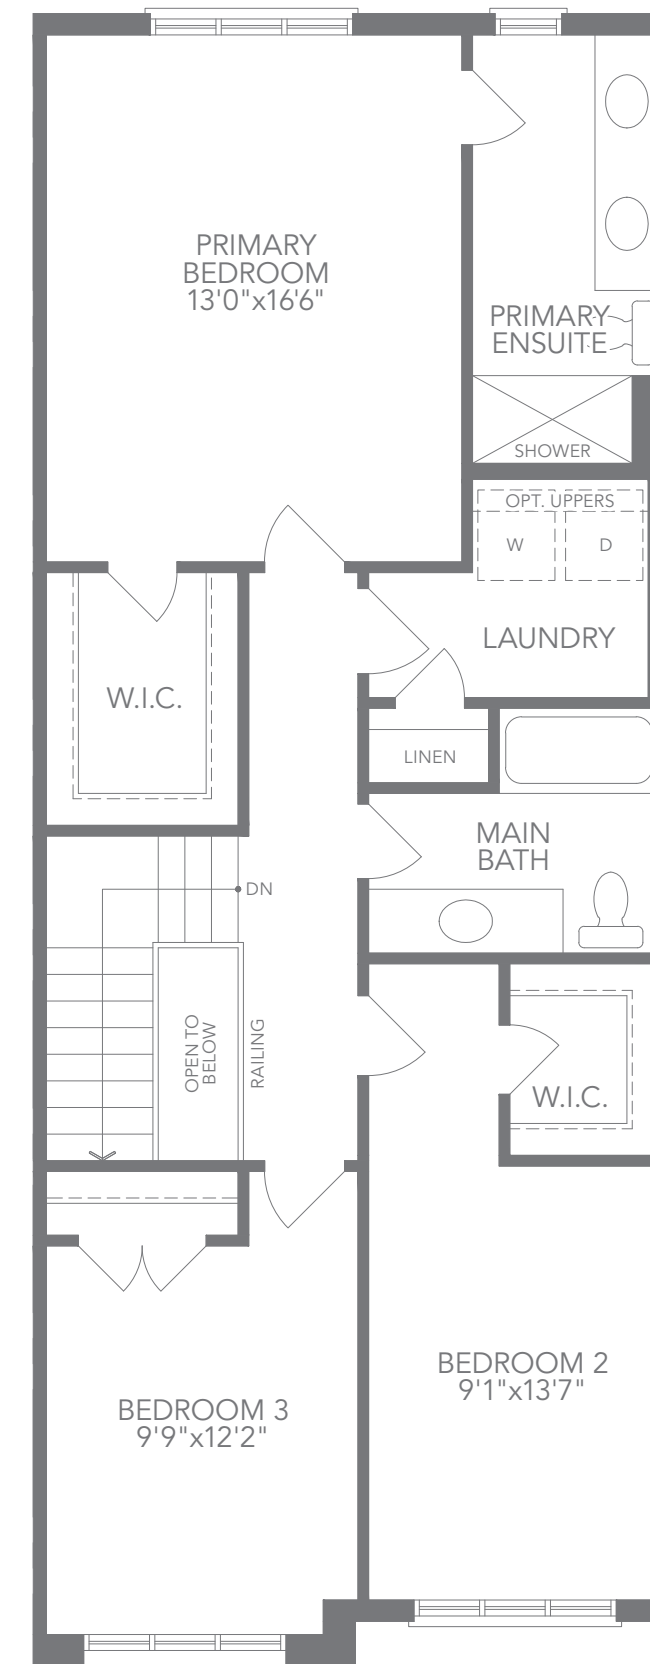 PRIMARY
BEDROOM
13'0"x16'6"
PRIMARY
ENSUITE
SHOWER
OPT. UPPERS
W
D
LAUNDRY
W.I.C.
LINEN
MAIN
BATH
DN
OPEN TO
BELOW
RAILING
W.I.C.
BEDROOM 2
9'1"x13'7"
BEDROOM 3
9'9"x12'2"